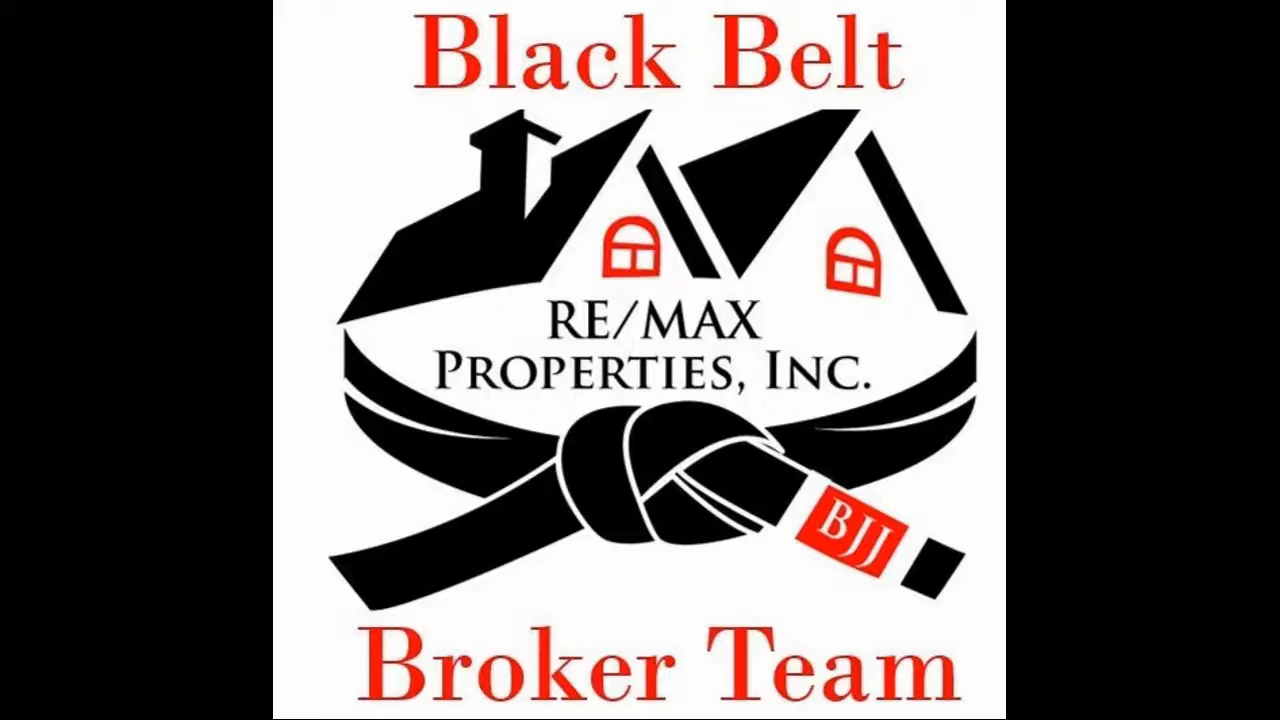 Black Belt
RE/MAX
PROPERTIES, INC.
BJJ
Broker Team